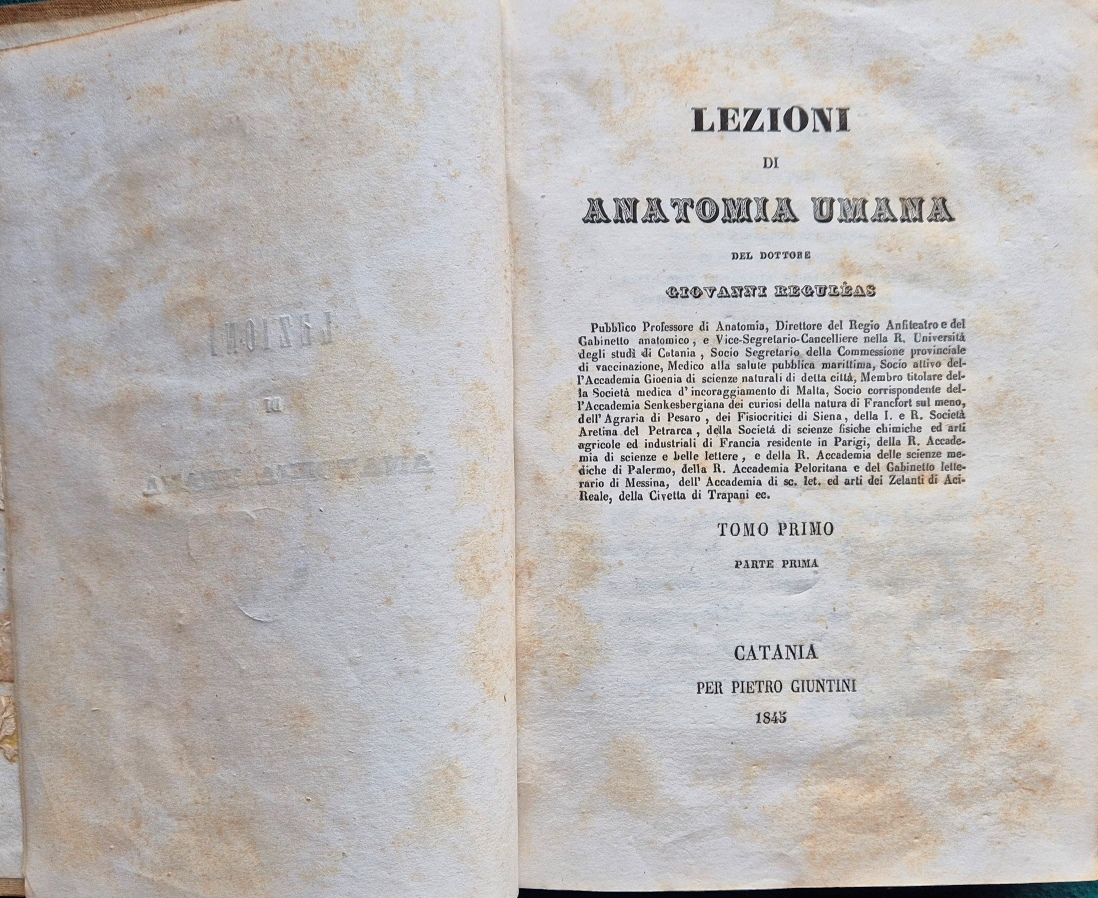 LEZIONI
DI
ANATOMIA UMANA
DEL DOTTORE
GIOVANNI REGULÈAS
Pubblico Professore di Anatomia, Direttore del Regio Anfiteatro e del
Gabinetto anatomico, e Vice-Segretario-Cancelliere nella R. Università
degli studi di Catania, Socio Segretario della Commessione provinciale
di vaccinazione, Medico alla salute pubblica marittima, Socio attivo del-
l'Accademia Gioenia di scienze naturali di detta città, Membro titolare del-
la Società medica d'incoraggiamento di Malta, Socio corrispondente del-
l'Accademia Senkesbergiana dei curiosi della natura di Francfort sul meno,
dell'Agraria di Pesaro, dei Fisiocritici di Siena, della I. e R. Società
Aretina del Petrarca, della Società di scienze fisiche chimiche ed arti
agricole ed industriali di Francia residente in Parigi, della R. Accade-
mia di scienze e belle lettere, e della R. Accademia delle scienze me-
diche di Palermo, della R. Accademia Peloritana e del Gabinetto lette-
rario di Messina, dell' Accademia di sc. let. ed arti dei Zelanti di Aci-
Reale, della Civetta di Trapani ec.
TOMO PRIMO
PARTE PRIMA
CATANIA
PER PIETRO GIUNTINI
1845